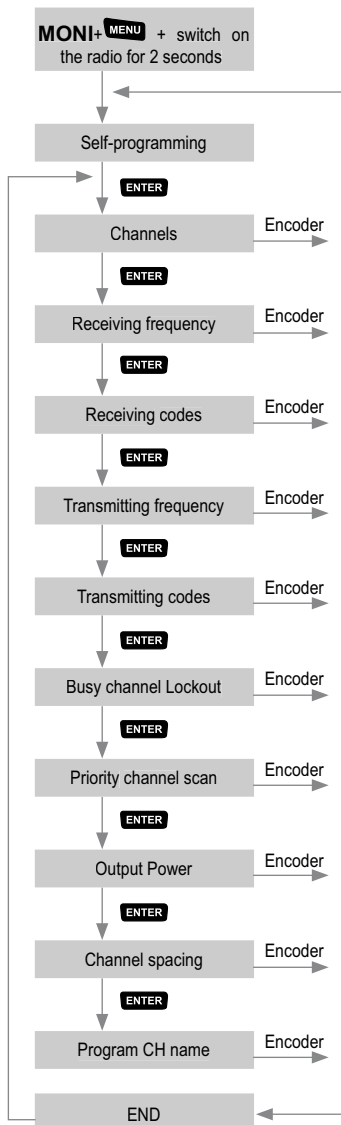 MONI+ MENU + switch on
the radio for 2 seconds
Self-programming
ENTER
Channels
Encoder
ENTER
Receiving frequency
Encoder
ENTER
Receiving codes
Encoder
ENTER
Transmitting frequency
Encoder
ENTER
Transmitting codes
Encoder
ENTER
Busy channel Lockout
Encoder
ENTER
Priority channel scan
Encoder
ENTER
Output Power
Encoder
ENTER
Channel spacing
Encoder
ENTER
Program CH name
Encoder
END